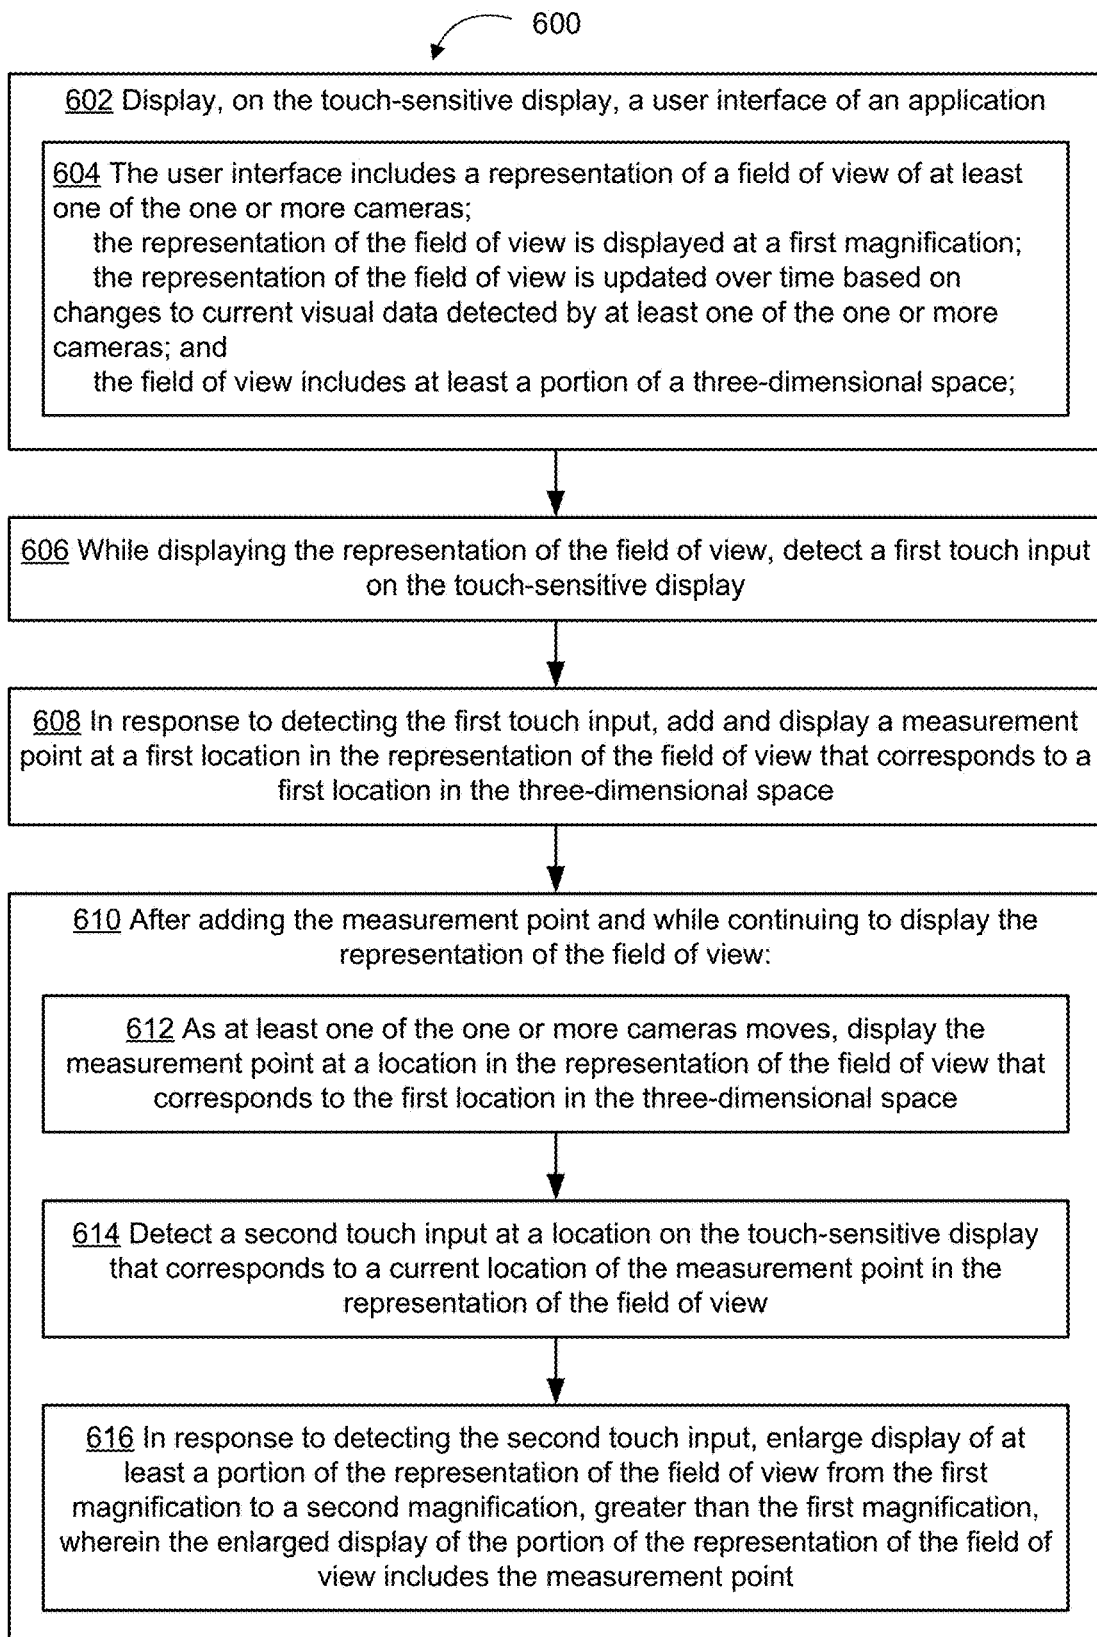 600
602 Display, on the touch-sensitive display, a user interface of an application
604 The user interface includes a representation of a field of view of at least
one of the one or more cameras;
the representation of the field of view is displayed at a first magnification;
the representation of the field of view is updated over time based on
changes to current visual data detected by at least one of the one or more
cameras; and
the field of view includes at least a portion of a three-dimensional space;
606 While displaying the representation of the field of view, detect a first touch input
on the touch-sensitive display
608 In response to detecting the first touch input, add and display a measurement
point at a first location in the representation of the field of view that corresponds to a
first location in the three-dimensional space
610 After adding the measurement point and while continuing to display the
representation of the field of view:
612 As at least one of the one or more cameras moves, display the
measurement point at a location in the representation of the field of view that
corresponds to the first location in the three-dimensional space
614 Detect a second touch input at a location on the touch-sensitive display
that corresponds to a current location of the measurement point in the
representation of the field of view
616 In response to detecting the second touch input, enlarge display of at
least a portion of the representation of the field of view from the first
magnification to a second magnification, greater than the first magnification,
wherein the enlarged display of the portion of the representation of the field of
view includes the measurement point